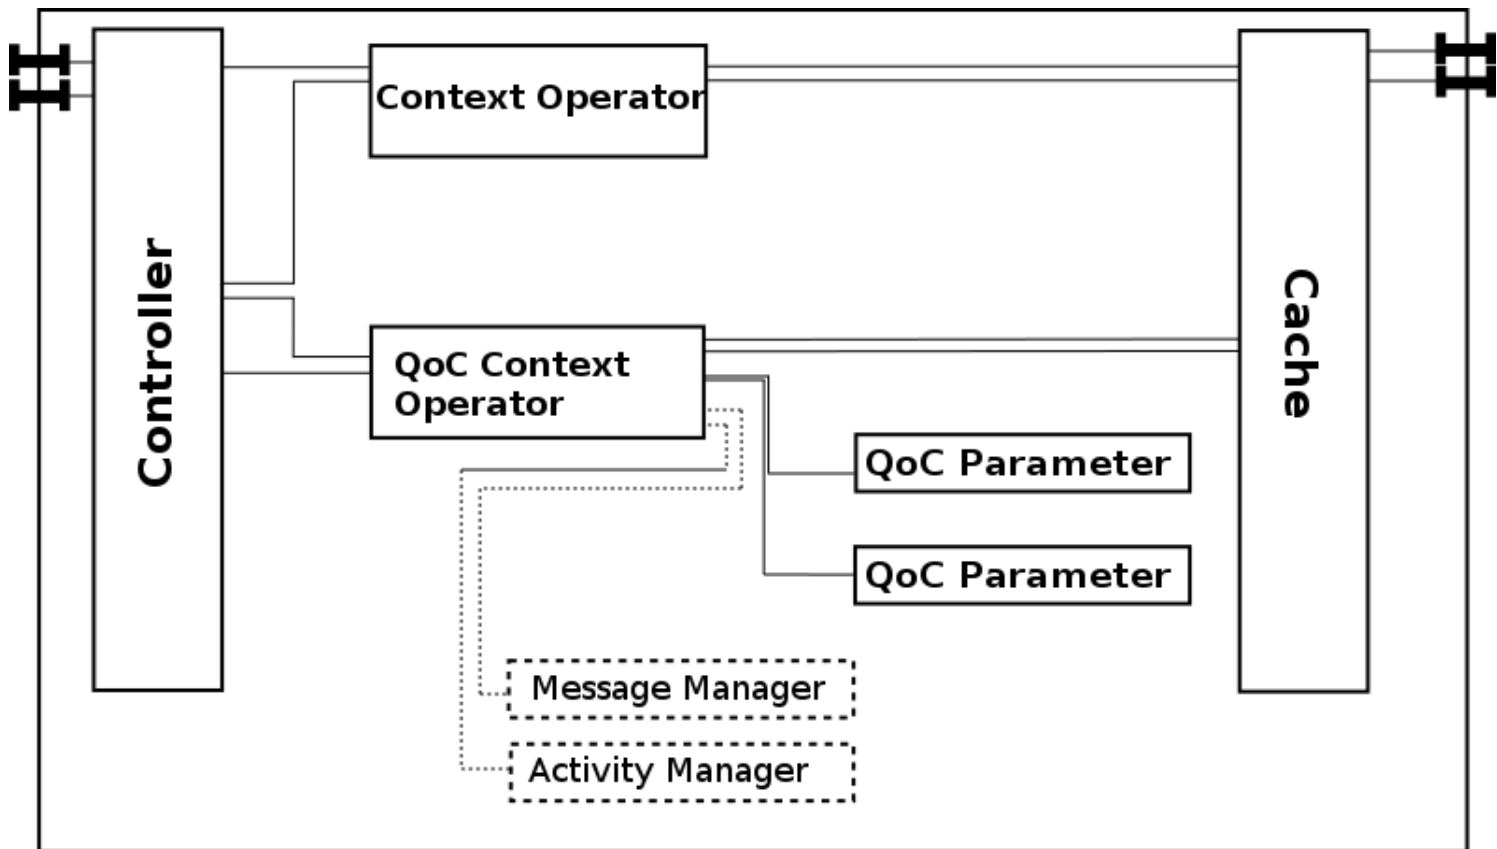 Context Operator
Controller
Cache
QoC Context
Operator
QoC Parameter
QoC Parameter
Message Manager
Activity Manager